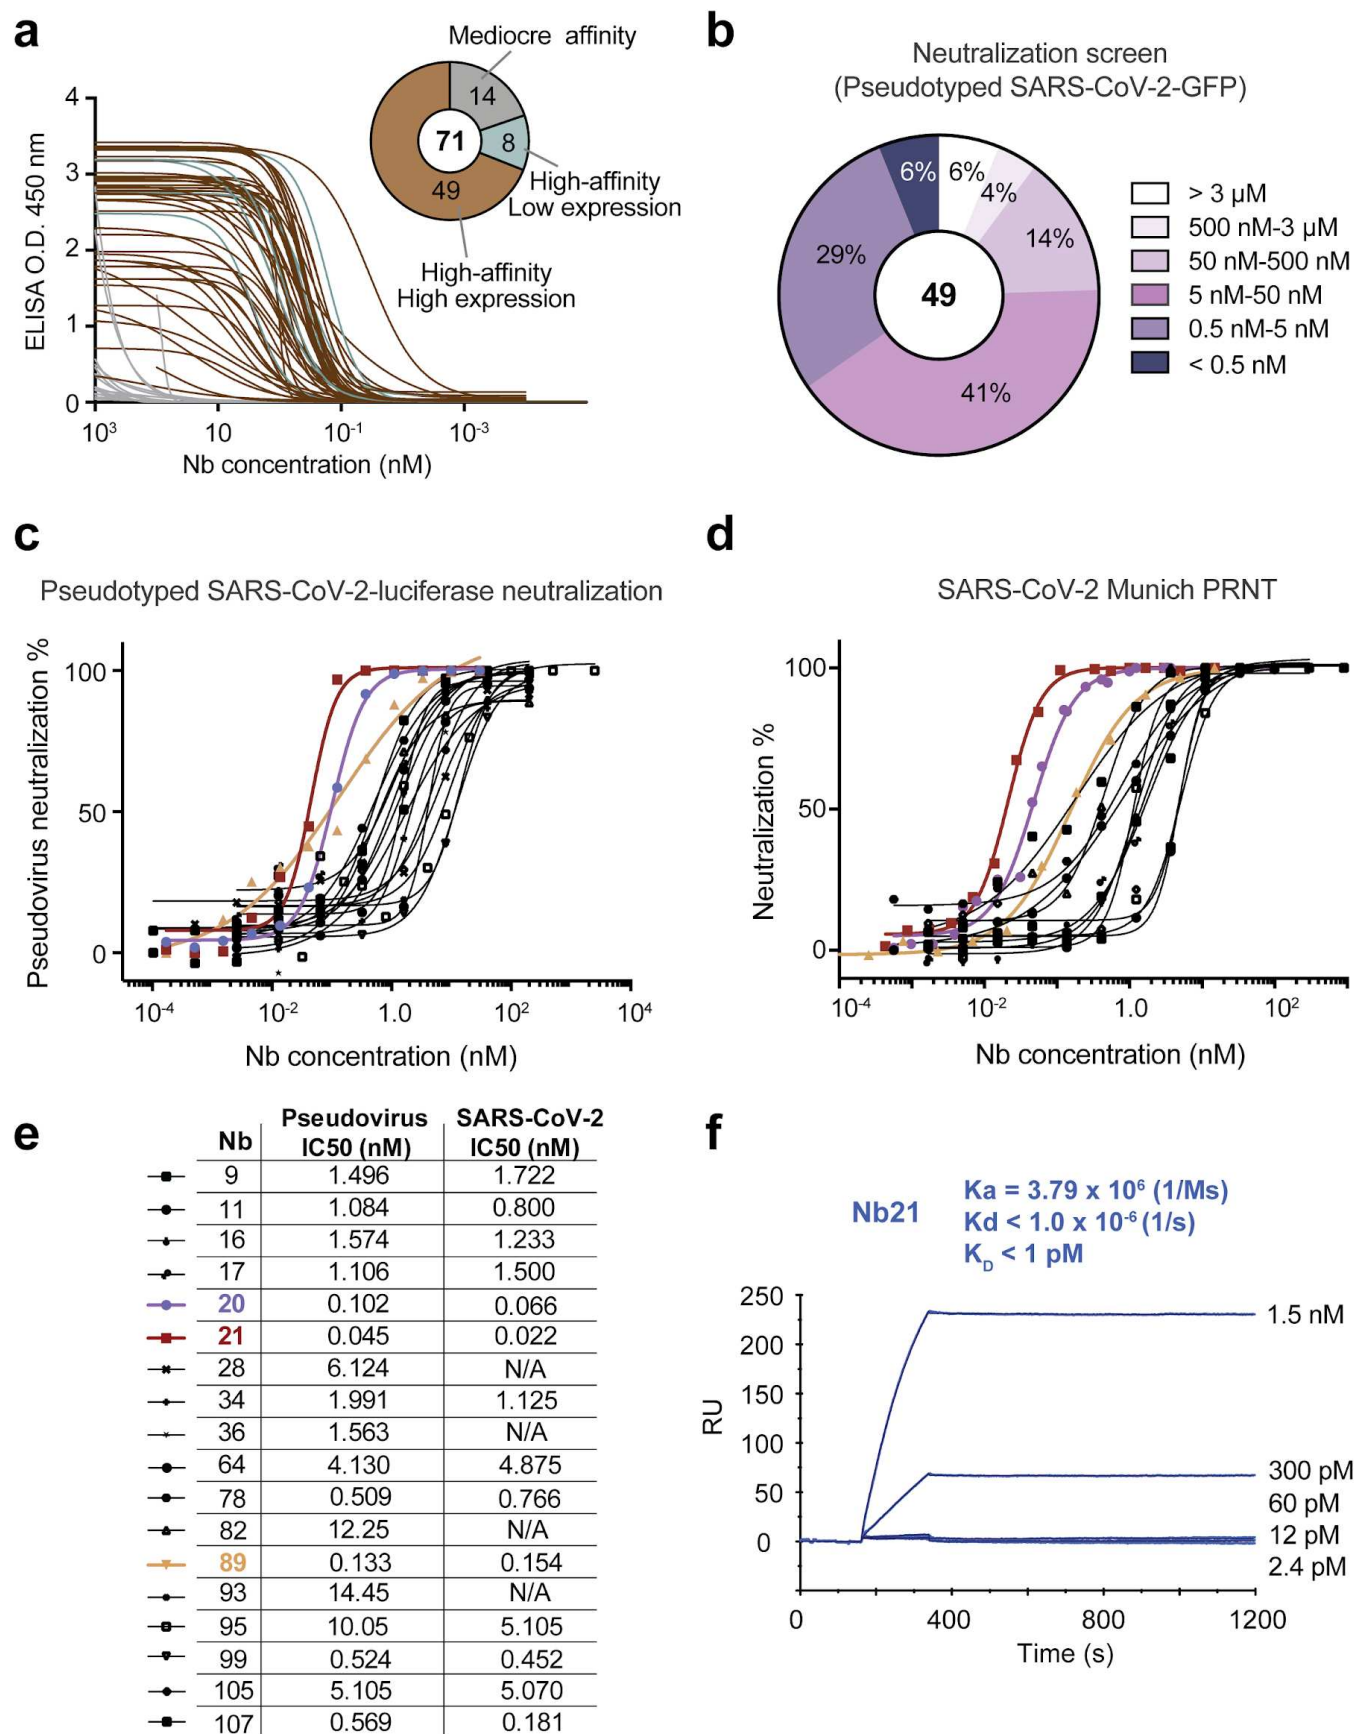 a
Mediocre affinity
14
71
8
49
High-affinity
Low expression
High-affinity
High expression
ELISA O.D. 450 nm
4
3
2
1
0
10³
10
10⁻¹
10⁻³
Nb concentration (nM)
b
Neutralization screen
(Pseudotyped SARS-CoV-2-GFP)
6%
6%
4%
14%
29%
49
41%
> 3 µM
500 nM-3 µM
50 nM-500 nM
5 nM-50 nM
0.5 nM-5 nM
< 0.5 nM
c
Pseudotyped SARS-CoV-2-luciferase neutralization
Pseudovirus neutralization %
100
50
0
10⁻⁴
10⁻²
1.0
10²
10⁴
Nb concentration (nM)
d
SARS-CoV-2 Munich PRNT
Neutralization %
100
50
0
10⁻⁴
10⁻²
1.0
10²
Nb concentration (nM)
e
Nb Pseudovirus IC50 (nM) SARS-CoV-2 IC50 (nM)
9 1.496 1.722
11 1.084 0.800
16 1.574 1.233
17 1.106 1.500
20 0.102 0.066
21 0.045 0.022
28 6.124 N/A
34 1.991 1.125
36 1.563 N/A
64 4.130 4.875
78 0.509 0.766
82 12.25 N/A
89 0.133 0.154
93 14.45 N/A
95 10.05 5.105
99 0.524 0.452
105 5.105 5.070
107 0.569 0.181
f
Nb21
Ka = 3.79 x 10⁶ (1/Ms)
Kd < 1.0 x 10⁻⁶ (1/s)
K_D < 1 pM
RU
250
200
150
100
50
0
1.5 nM
300 pM
60 pM
12 pM
2.4 pM
0
400
800
1200
Time (s)